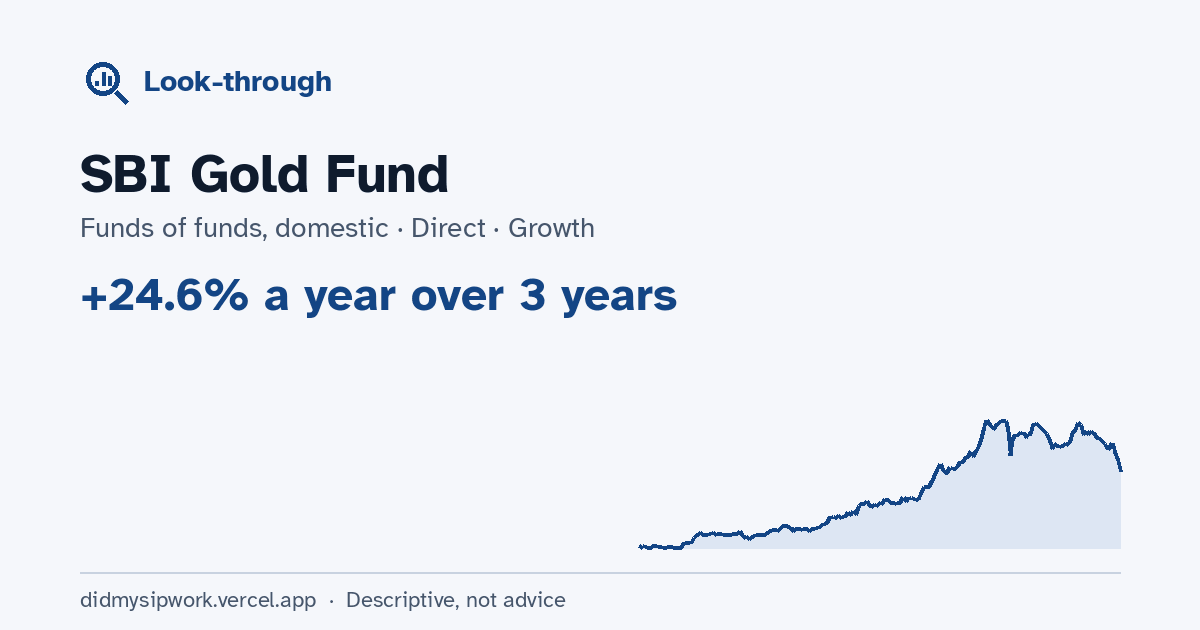 Look-through
SBI Gold Fund
Funds of funds, domestic · Direct · Growth
+24.6% a year over 3 years
didmysipwork.vercel.app · Descriptive, not advice